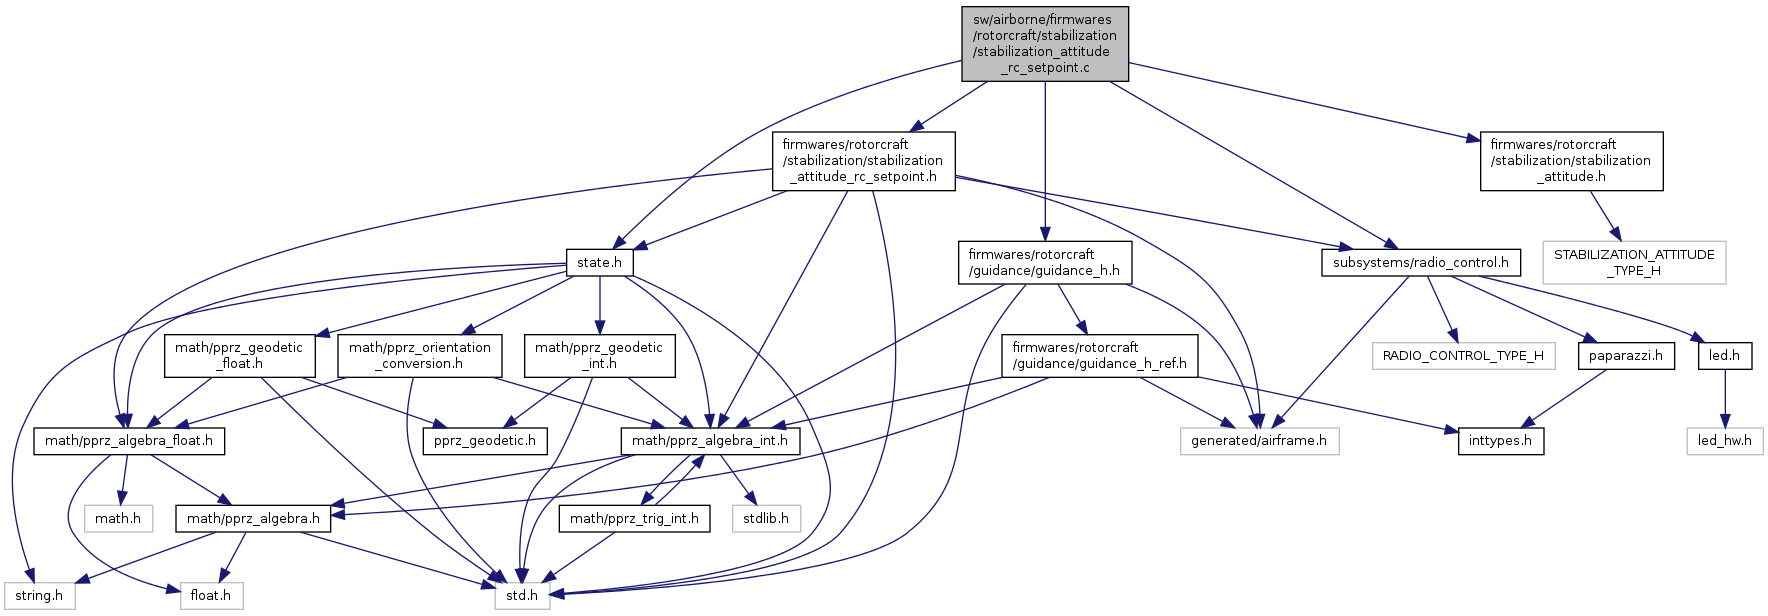 sw/airborne/firmwares
/rotorcraft/stabilization
/stabilization_attitude
_rc_setpoint.c
firmwares/rotorcraft
/stabilization/stabilization
_attitude_rc_setpoint.h
firmwares/rotorcraft
/stabilization/stabilization
_attitude.h
state.h
firmwares/rotorcraft
/guidance/guidance_h.h
subsystems/radio_control.h
STABILIZATION_ATTITUDE
_TYPE_H
math/pprz_geodetic
_float.h
math/pprz_orientation
_conversion.h
math/pprz_geodetic
_int.h
firmwares/rotorcraft
/guidance/guidance_h_ref.h
RADIO_CONTROL_TYPE_H
paparazzi.h
led.h
math/pprz_algebra_float.h
pprz_geodetic.h
math/pprz_algebra_int.h
generated/airframe.h
inttypes.h
led_hw.h
math.h
math/pprz_algebra.h
math/pprz_trig_int.h
stdlib.h
string.h
float.h
std.h